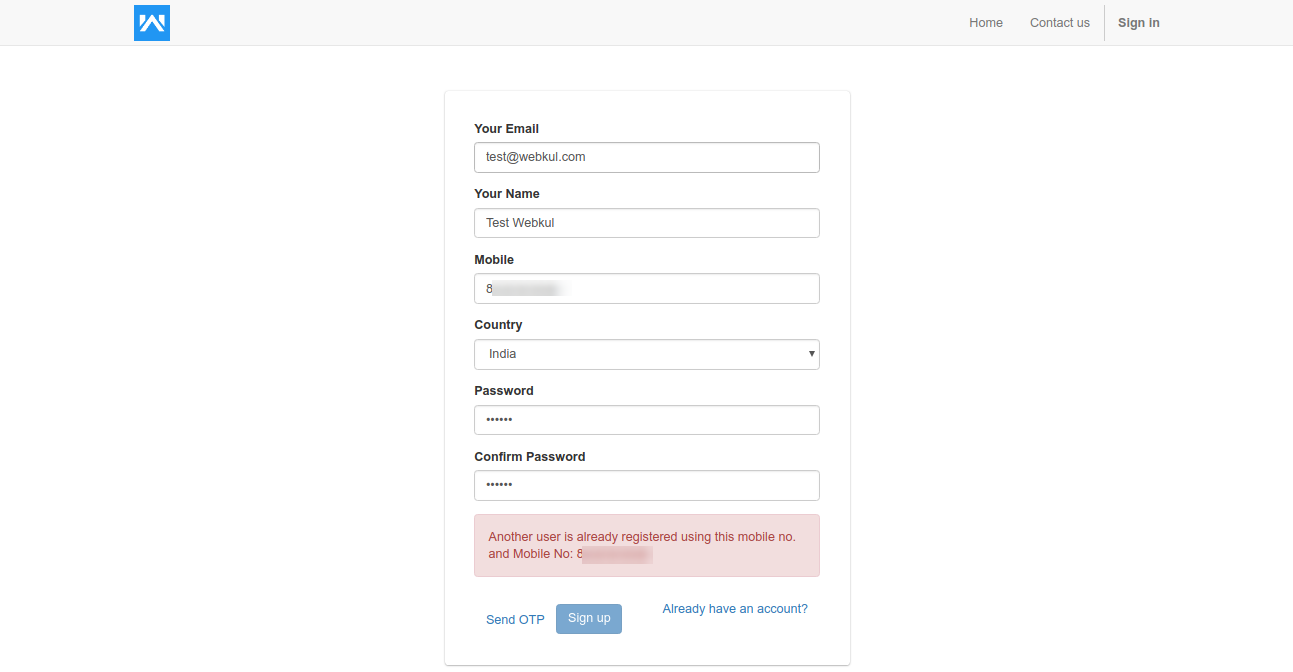 Home
Contact us
Sign in
Your Email
test@webkul.com
Your Name
Test Webkul
Mobile
8
Country
India
Password
••••••
Confirm Password
••••••
Another user is already registered using this mobile no.
and Mobile No: 8
Send OTP
Sign up
Already have an account?